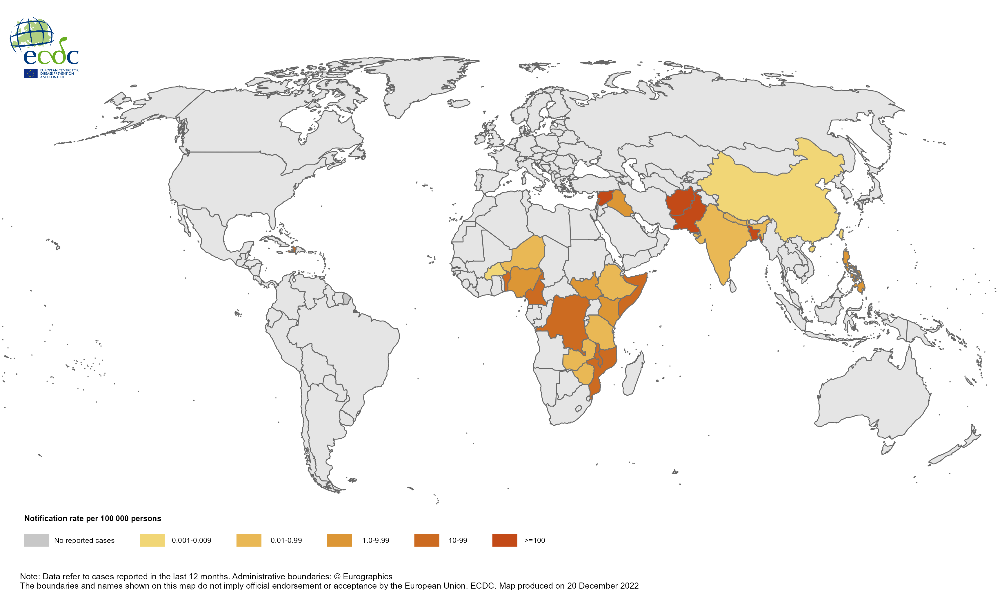 ecdc
EUROPEAN CENTRE FOR
DISEASE PREVENTION
AND CONTROL
Notification rate per 100 000 persons
No reported cases
0.001-0.009
0.01-0.99
1.0-9.99
10-99
>=100
Note: Data refer to cases reported in the last 12 months. Administrative boundaries: © Eurographics
The boundaries and names shown on this map do not imply official endorsement or acceptance by the European Union. ECDC. Map produced on 20 December 2022